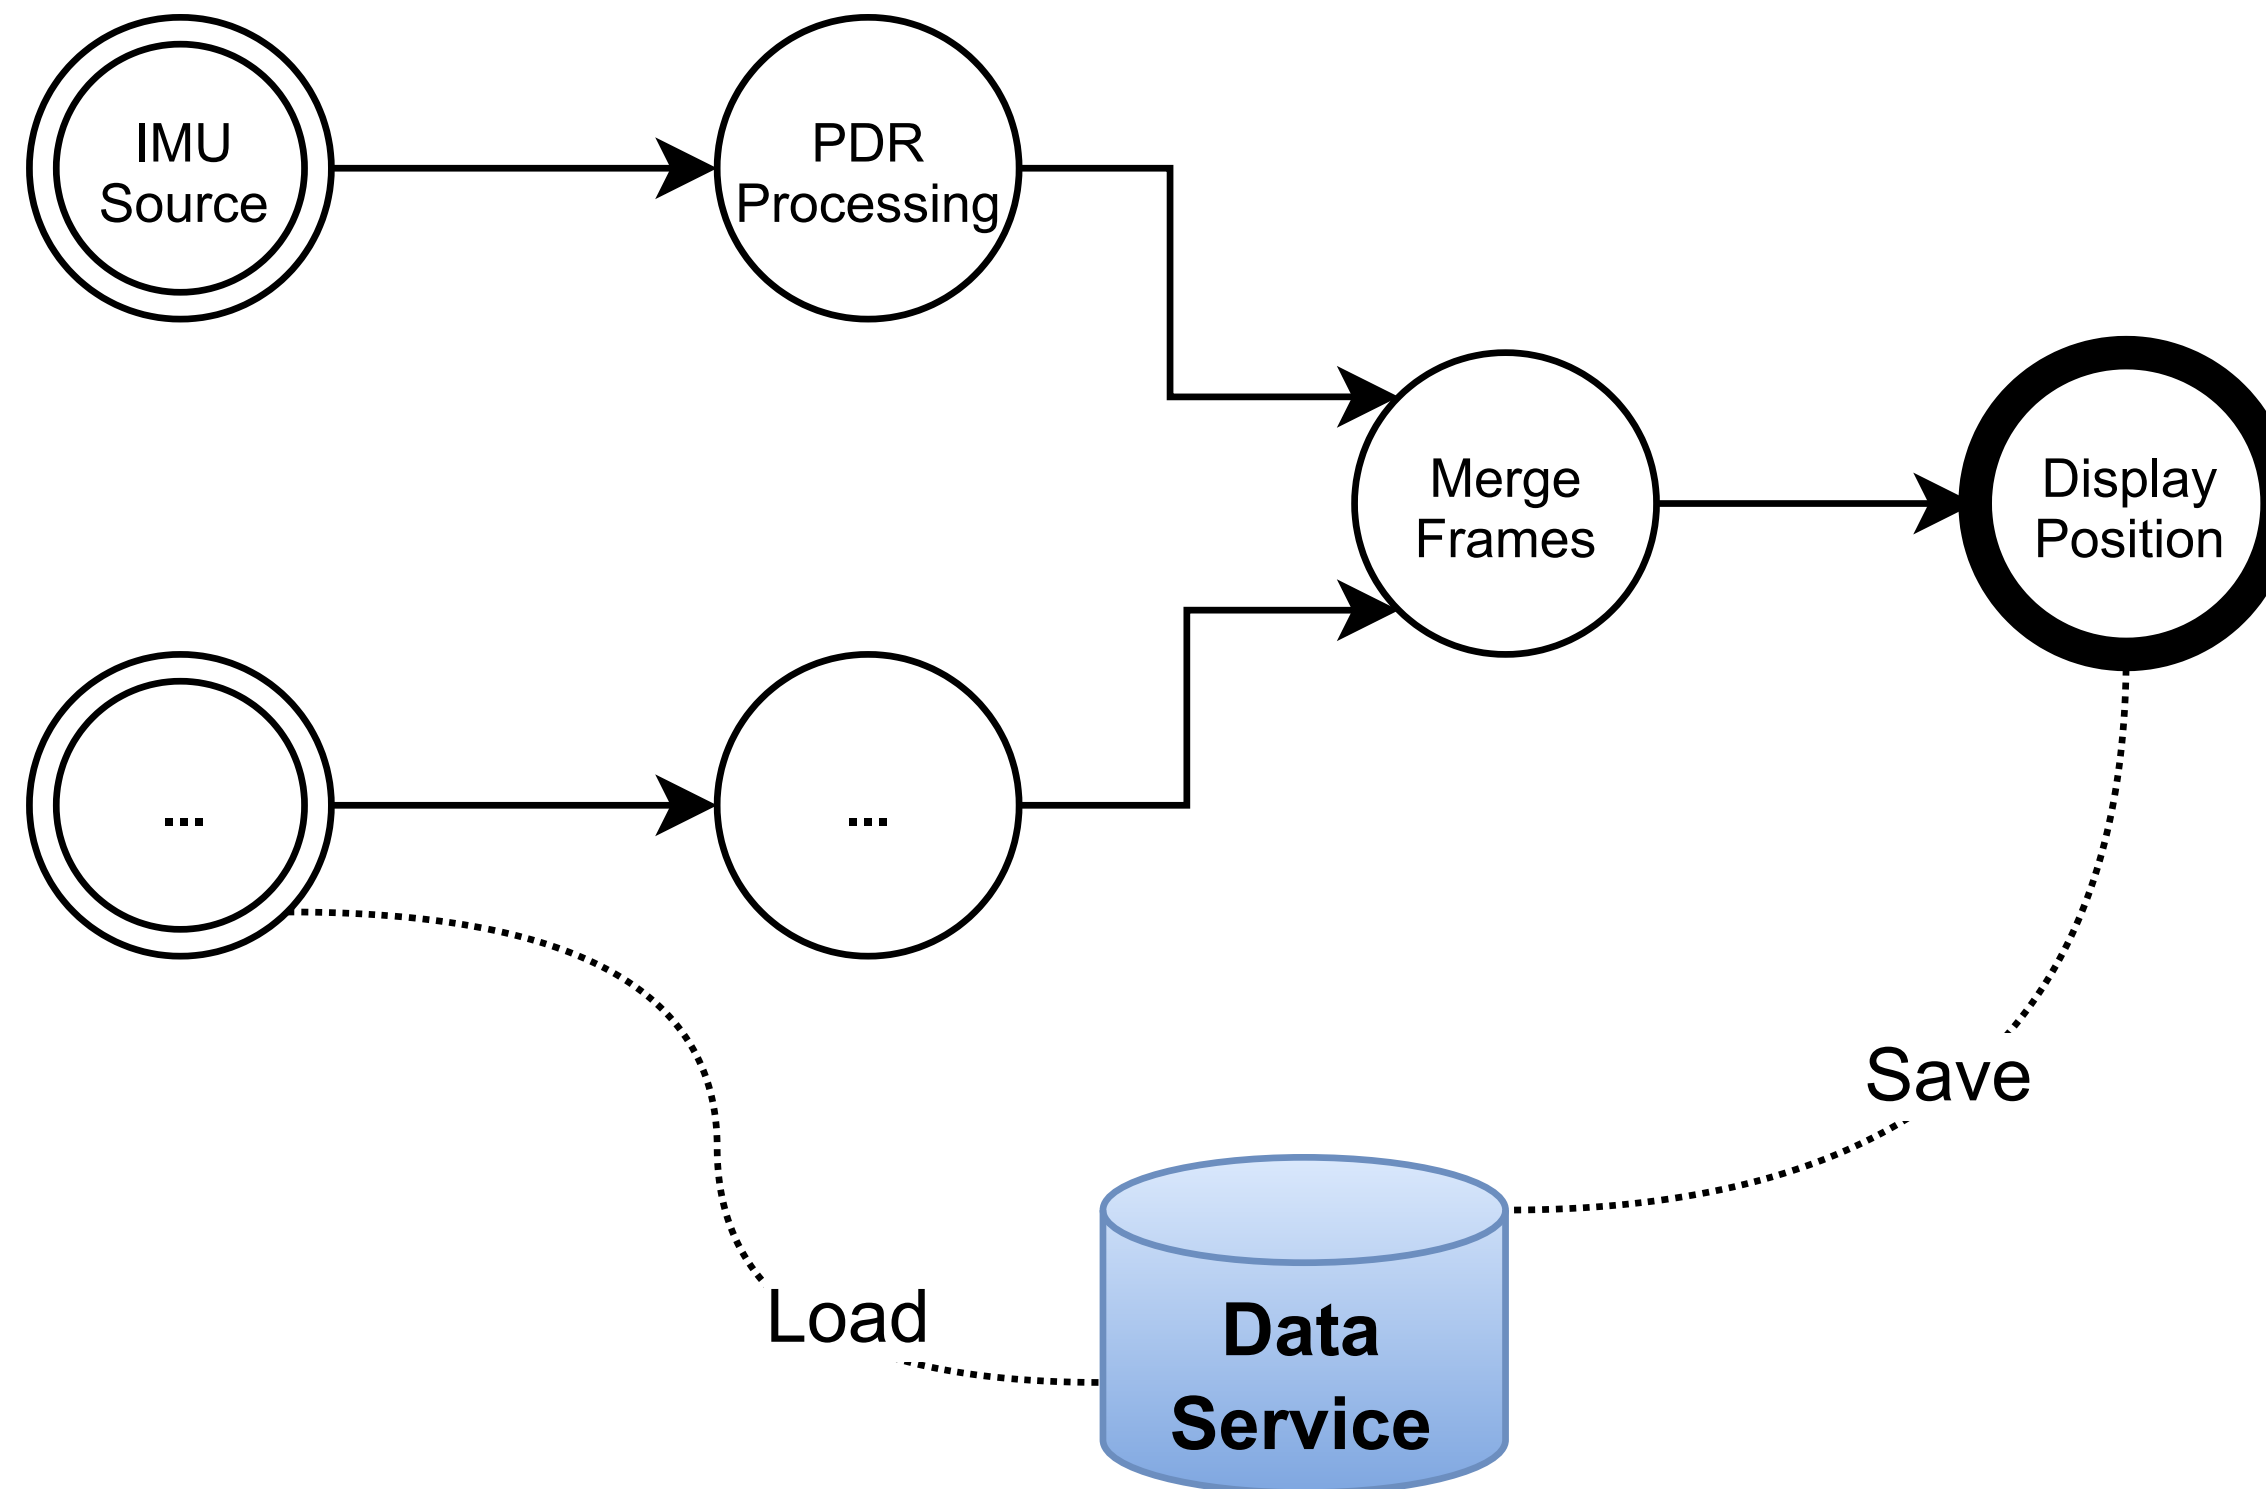 IMU
Source
PDR
Processing
Merge
Frames
Display
Position
...
...
Save
Load
Data
Service